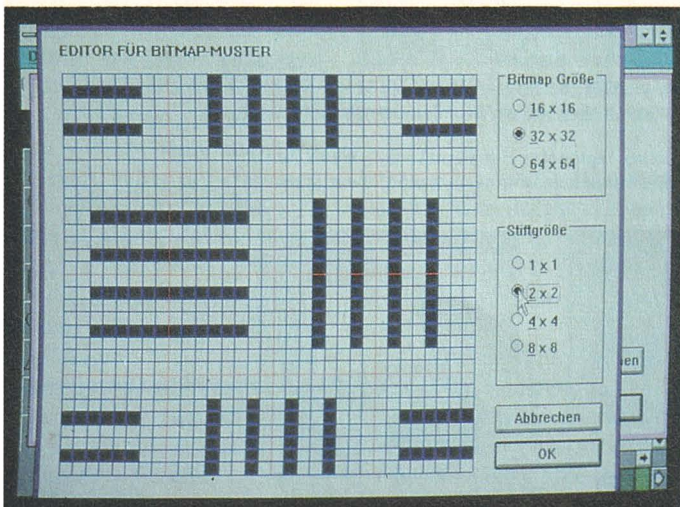 EDITOR FÜR BITMAP-MUSTER
Bitmap Größe
16 x 16
32 x 32
64 x 64
Stiftgröße
1 x 1
2 x 2
4 x 4
8 x 8
Abbrechen
OK